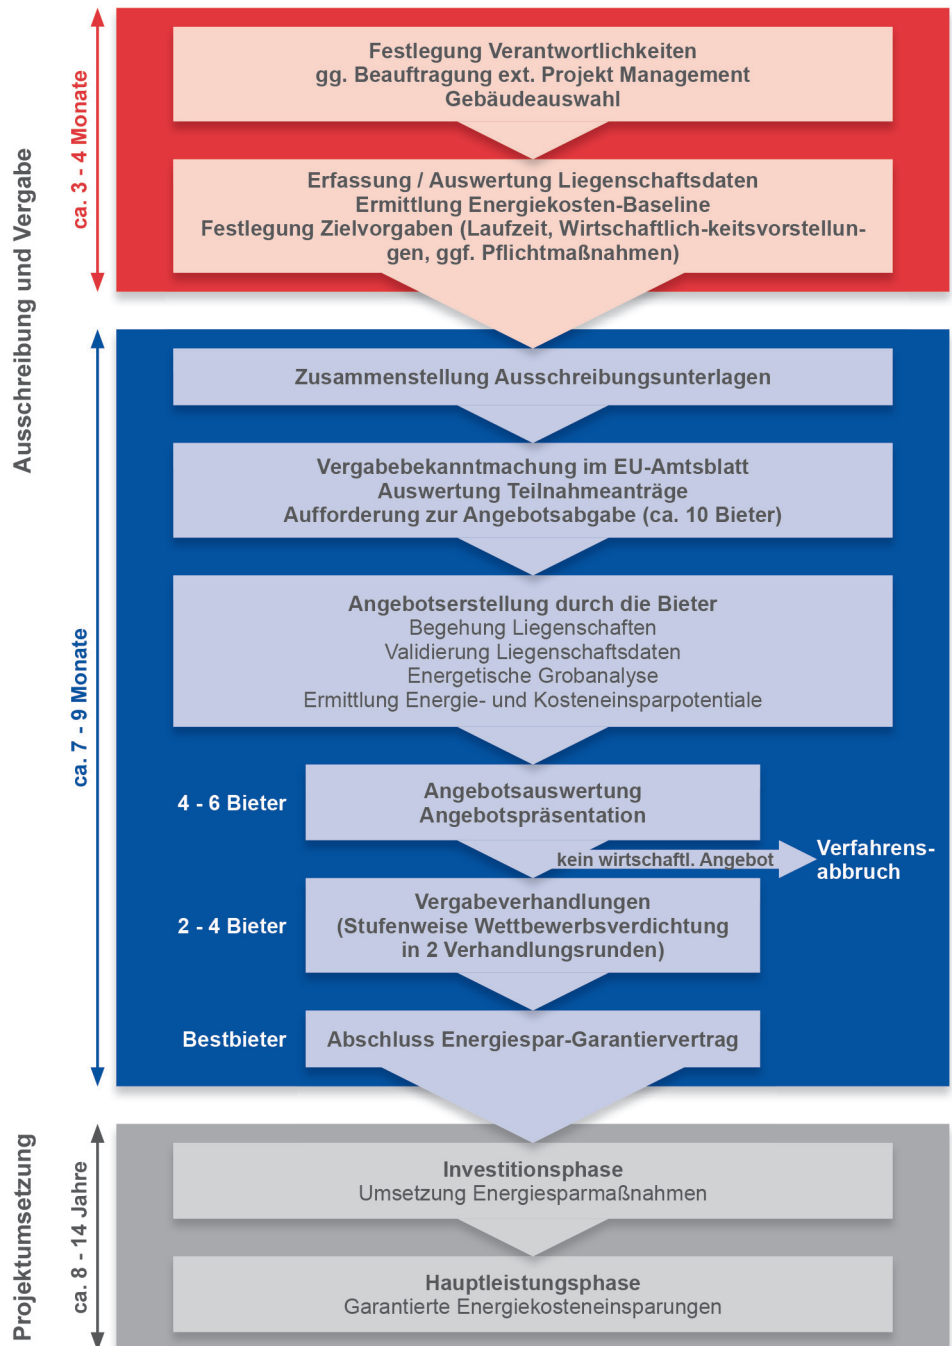 Ausschreibung und Vergabe
ca. 3 - 4 Monate
Festlegung Verantwortlichkeiten
gg. Beauftragung ext. Projekt Management
Gebäudeauswahl
Erfassung / Auswertung Liegenschaftsdaten
Ermittlung Energiekosten-Baseline
Festlegung Zielvorgaben (Laufzeit, Wirtschaftlich-keitsvorstellun-
gen, ggf. Pflichtmaßnahmen)
ca. 7 - 9 Monate
Zusammenstellung Ausschreibungsunterlagen
Vergabebekanntmachung im EU-Amtsblatt
Auswertung Teilnahmeanträge
Aufforderung zur Angebotsabgabe (ca. 10 Bieter)
Angebotserstellung durch die Bieter
Begehung Liegenschaften
Validierung Liegenschaftsdaten
Energetische Grobanalyse
Ermittlung Energie- und Kosteneinsparpotentiale
4 - 6 Bieter
Angebotsauswertung
Angebotspräsentation
kein wirtschaftl. Angebot
Verfahrens-
abbruch
2 - 4 Bieter
Vergabeverhandlungen
(Stufenweise Wettbewerbsverdichtung
in 2 Verhandlungsrunden)
Bestbieter
Abschluss Energiespar-Garantiervertrag
Projektumsetzung
ca. 8 - 14 Jahre
Investitionsphase
Umsetzung Energiesparmaßnahmen
Hauptleistungsphase
Garantierte Energiekosteneinsparungen